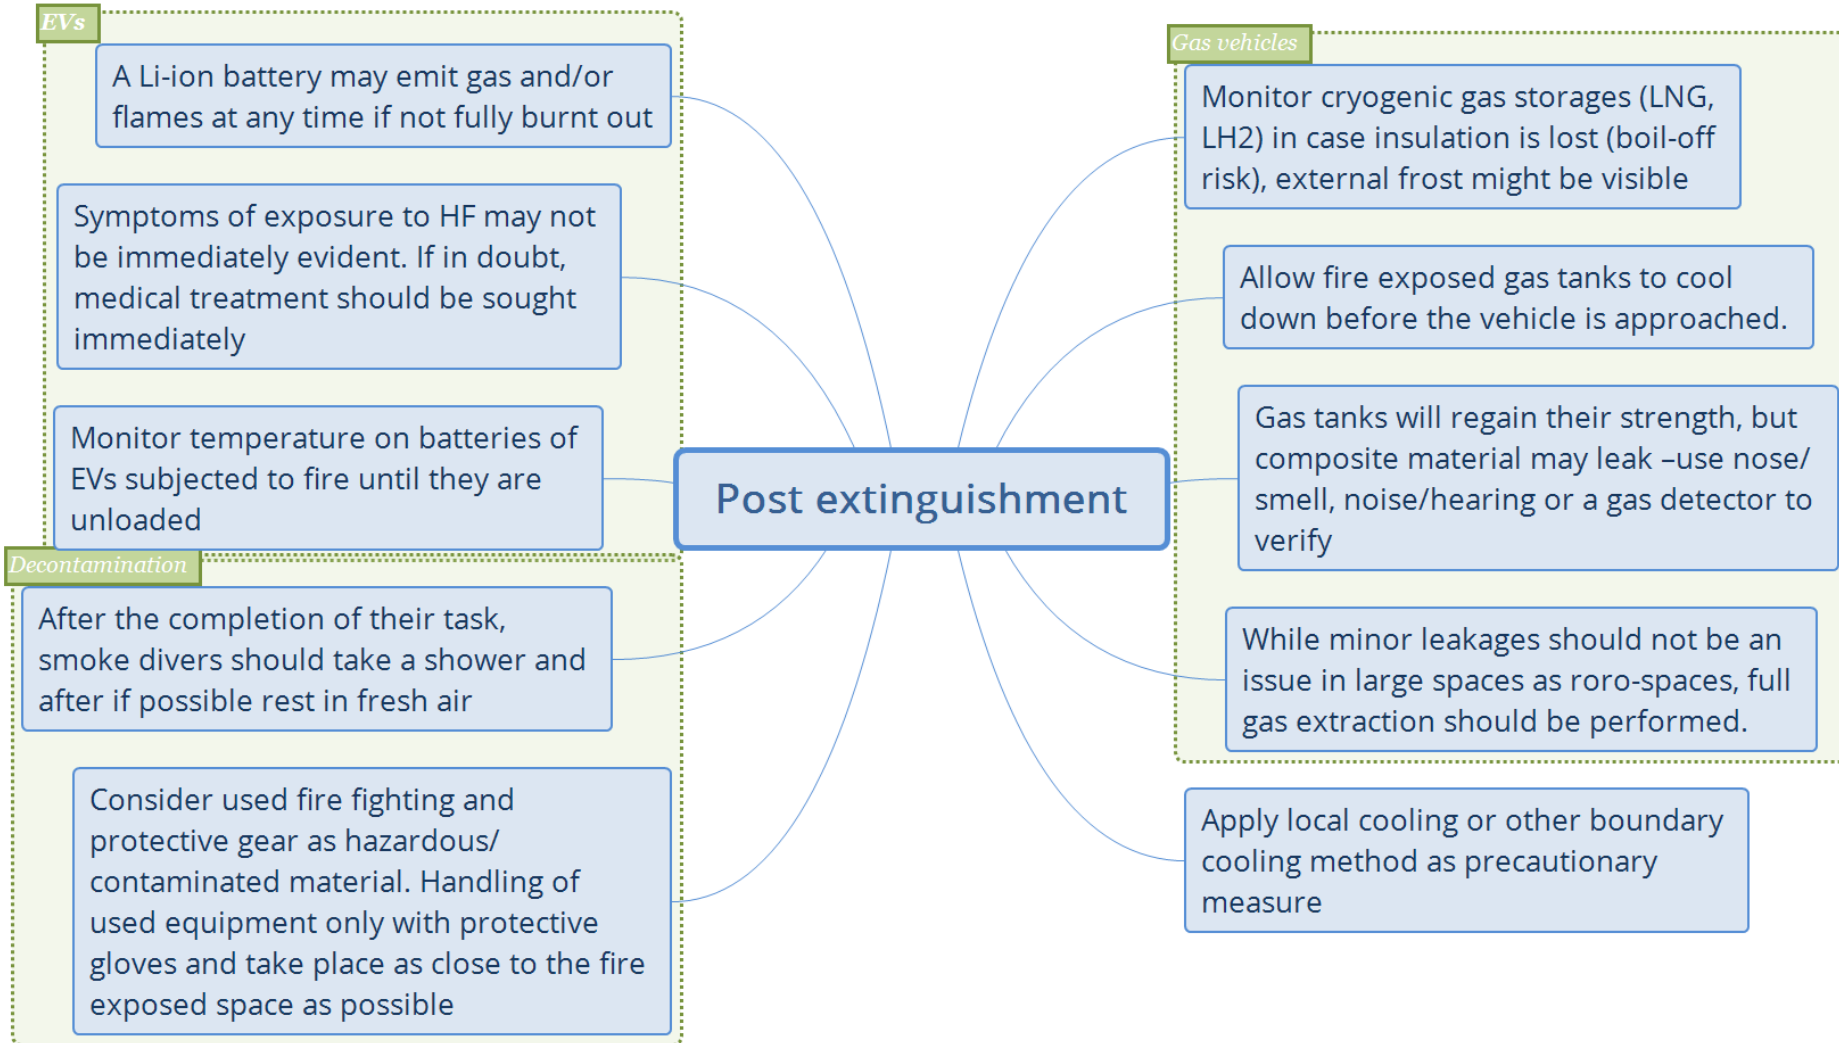 EVs
A Li-ion battery may emit gas and/or
flames at any time if not fully burnt out
Symptoms of exposure to HF may not
be immediately evident. If in doubt,
medical treatment should be sought
immediately
Monitor temperature on batteries of
EVs subjected to fire until they are
unloaded
Decontamination
After the completion of their task,
smoke divers should take a shower and
after if possible rest in fresh air
Consider used fire fighting and
protective gear as hazardous/
contaminated material. Handling of
used equipment only with protective
gloves and take place as close to the fire
exposed space as possible
Post extinguishment
Gas vehicles
Monitor cryogenic gas storages (LNG,
LH2) in case insulation is lost (boil-off
risk), external frost might be visible
Allow fire exposed gas tanks to cool
down before the vehicle is approached.
Gas tanks will regain their strength, but
composite material may leak –use nose/
smell, noise/hearing or a gas detector to
verify
While minor leakages should not be an
issue in large spaces as roro-spaces, full
gas extraction should be performed.
Apply local cooling or other boundary
cooling method as precautionary
measure